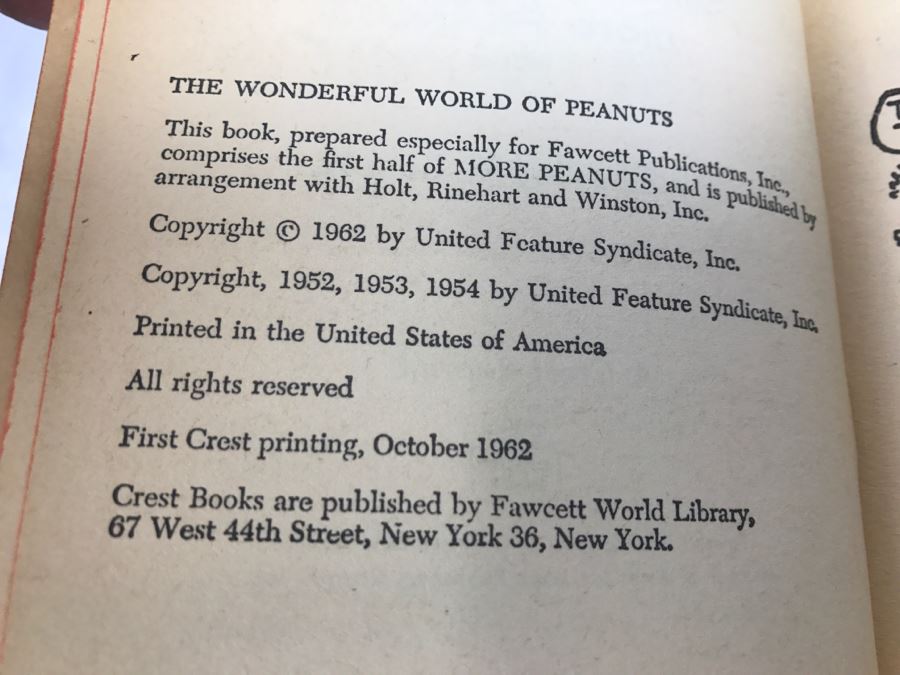 THE WONDERFUL WORLD OF PEANUTS
This book, prepared especially for Fawcett Publications, Inc.,
comprises the first half of MORE PEANUTS, and is published by
arrangement with Holt, Rinehart and Winston, Inc.
Copyright © 1962 by United Feature Syndicate, Inc.
Copyright, 1952, 1953, 1954 by United Feature Syndicate, Inc.
Printed in the United States of America
All rights reserved
First Crest printing, October 1962
Crest Books are published by Fawcett World Library,
67 West 44th Street, New York 36, New York.